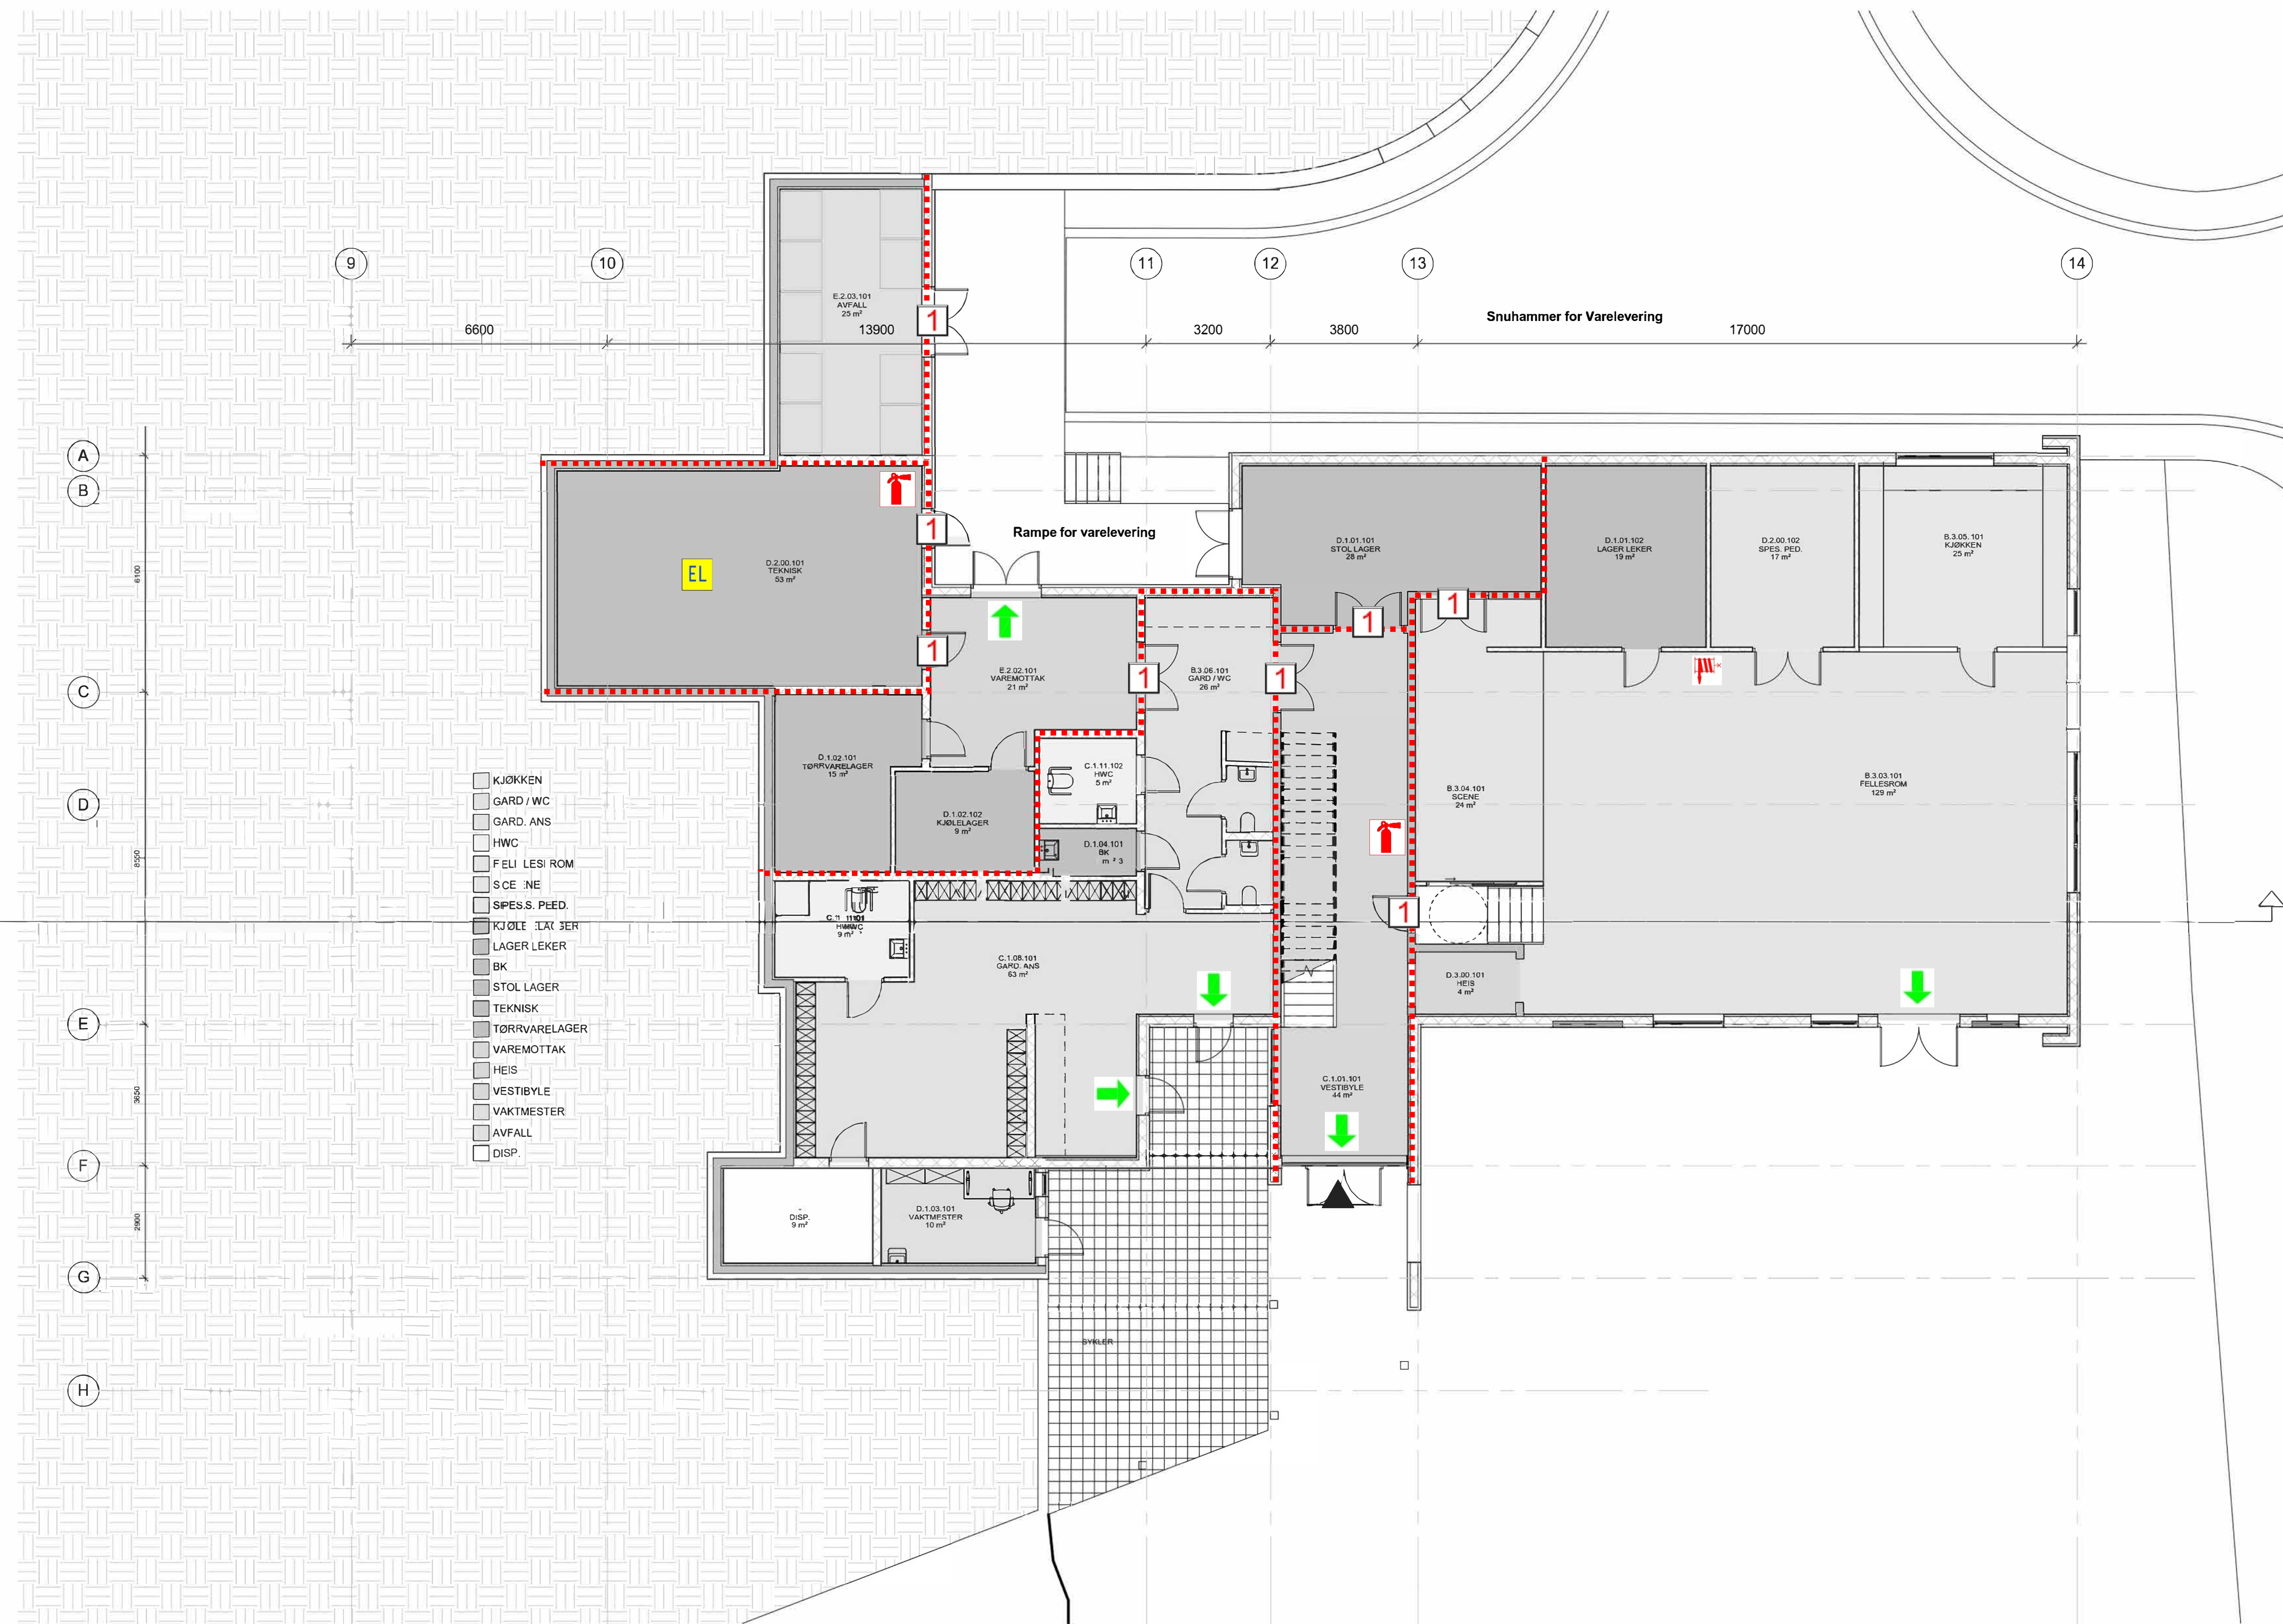 9
10
11
12
13
14
Snuhammer for Varelevering
6600
13900
3200
3800
17000
E.2.03.101
AVFALL
25 m²
1
A
B
C
D
E
F
G
H
6100
8550
3650
2900
D.2.00.101
TEKNISK
53 m²
EL
1
1
Rampe for varelevering
E.2.02.101
VAREMOTTAK
21 m²
1
B.3.06.101
GARD / WC
26 m²
1
D.1.01.101
STOL LAGER
28 m²
1
1
D.1.01.102
LAGER LEKER
19 m²
D.2.00.102
SPES. PED.
17 m²
B.3.05.101
KJØKKEN
25 m²
D.1.02.101
TØRRVARELAGER
15 m²
D.1.02.102
KJØLELAGER
9 m²
C.1.11.102
HWC
5 m²
D.1.04.101
BK
m ² 3
B.3.04.101
SCENE
24 m²
B.3.03.101
FELLESROM
129 m²
1
9 m²
C.1.08.101
GARD. ANS
63 m²
D.3.00.101
HEIS
4 m²
C.1.01.101
VESTIBYLE
44 m²
-
DISP.
9 m²
D.1.03.101
VAKTMESTER
10 m²
SYKLER
KJØKKEN
GARD / WC
GARD. ANS
HWC
FELLESROM
SCENE
SPES. PED.
KJØLELAGER
LAGER LEKER
BK
STOL LAGER
TEKNISK
TØRRVARELAGER
VAREMOTTAK
HEIS
VESTIBYLE
VAKTMESTER
AVFALL
DISP.